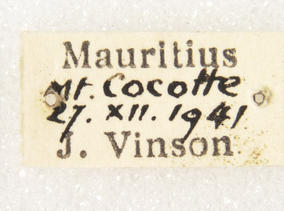 Mauritius
Mt. Cocotte
27. XII. 1941
J. Vinson